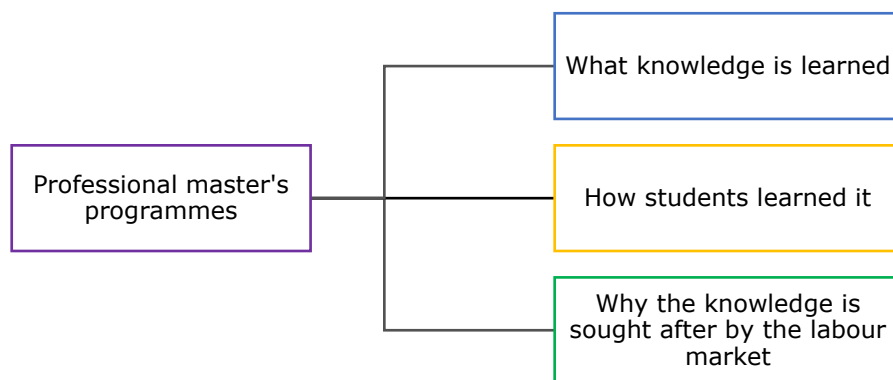 What knowledge is learned
Professional master's
programmes
How students learned it
Why the knowledge is
sought after by the labour
market